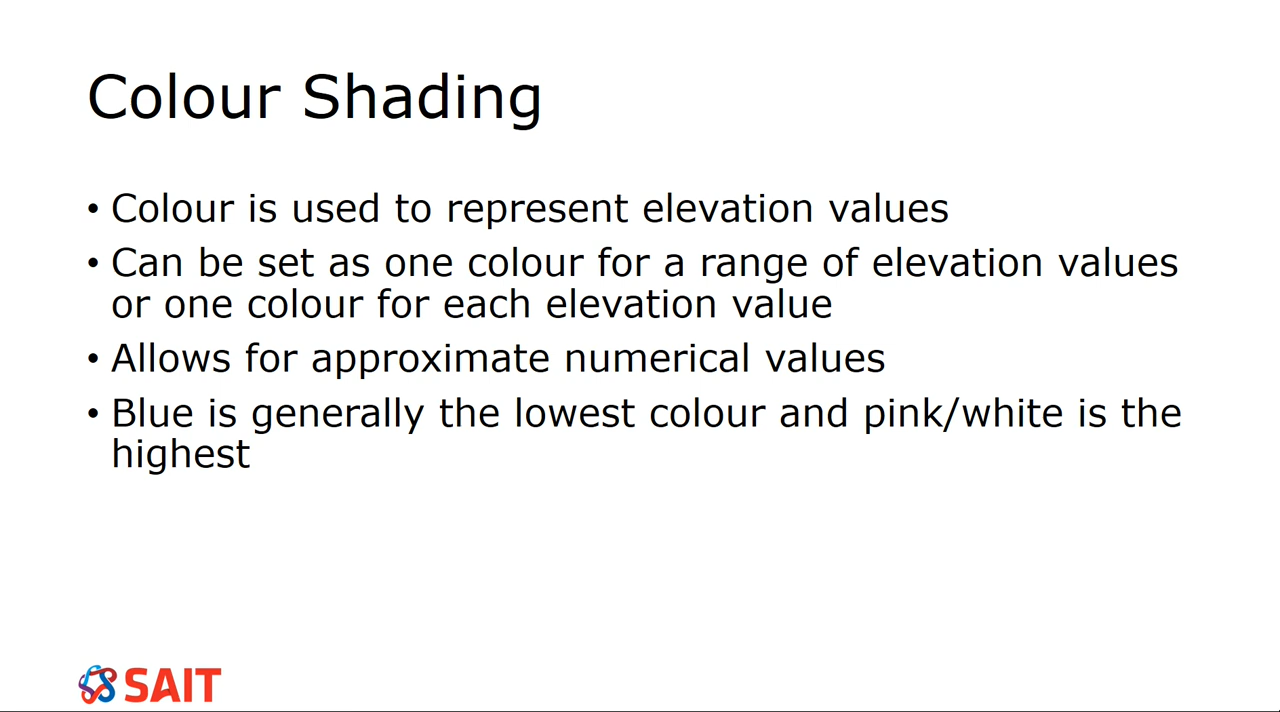 Colour Shading
• Colour is used to represent elevation values
• Can be set as one colour for a range of elevation values
or one colour for each elevation value
• Allows for approximate numerical values
• Blue is generally the lowest colour and pink/white is the
highest
SAIT